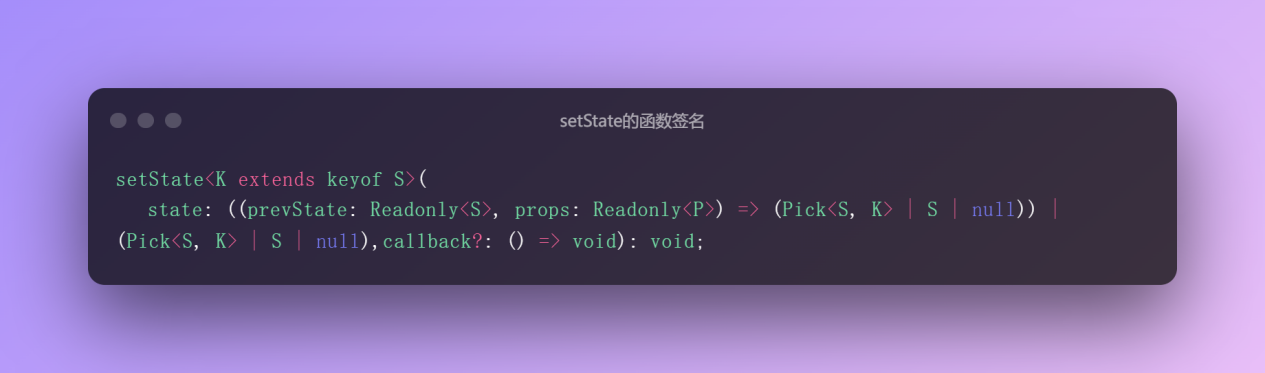 setState的函数签名
setState<K extends keyof S>(
state: ((prevState: Readonly<S>, props: Readonly<P>) => (Pick<S, K> | S | null)) |
(Pick<S, K> | S | null),callback?: () => void): void;